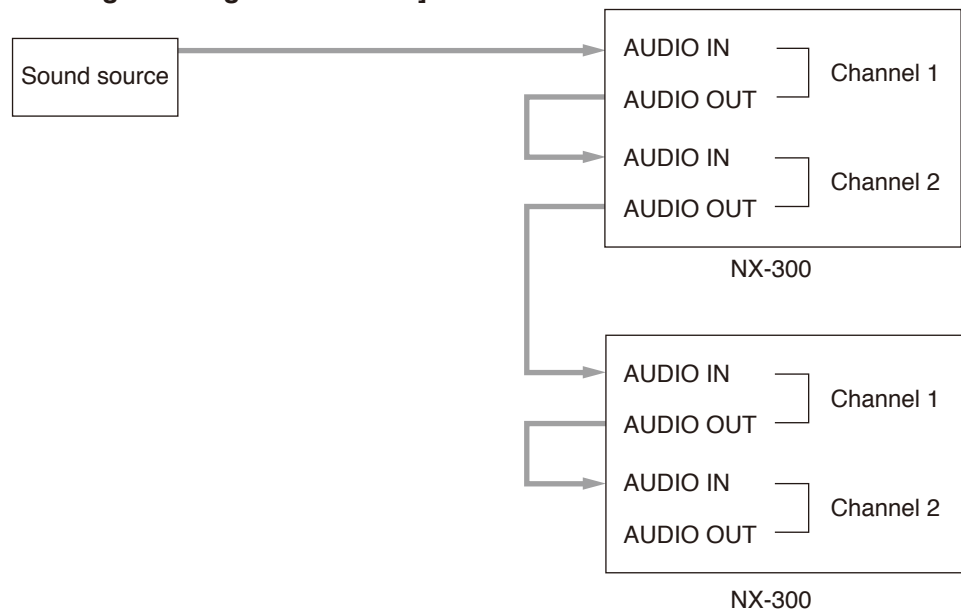 Sound source
AUDIO IN
Channel 1
AUDIO OUT
AUDIO IN
Channel 2
AUDIO OUT
NX-300
AUDIO IN
Channel 1
AUDIO OUT
AUDIO IN
Channel 2
AUDIO OUT
NX-300